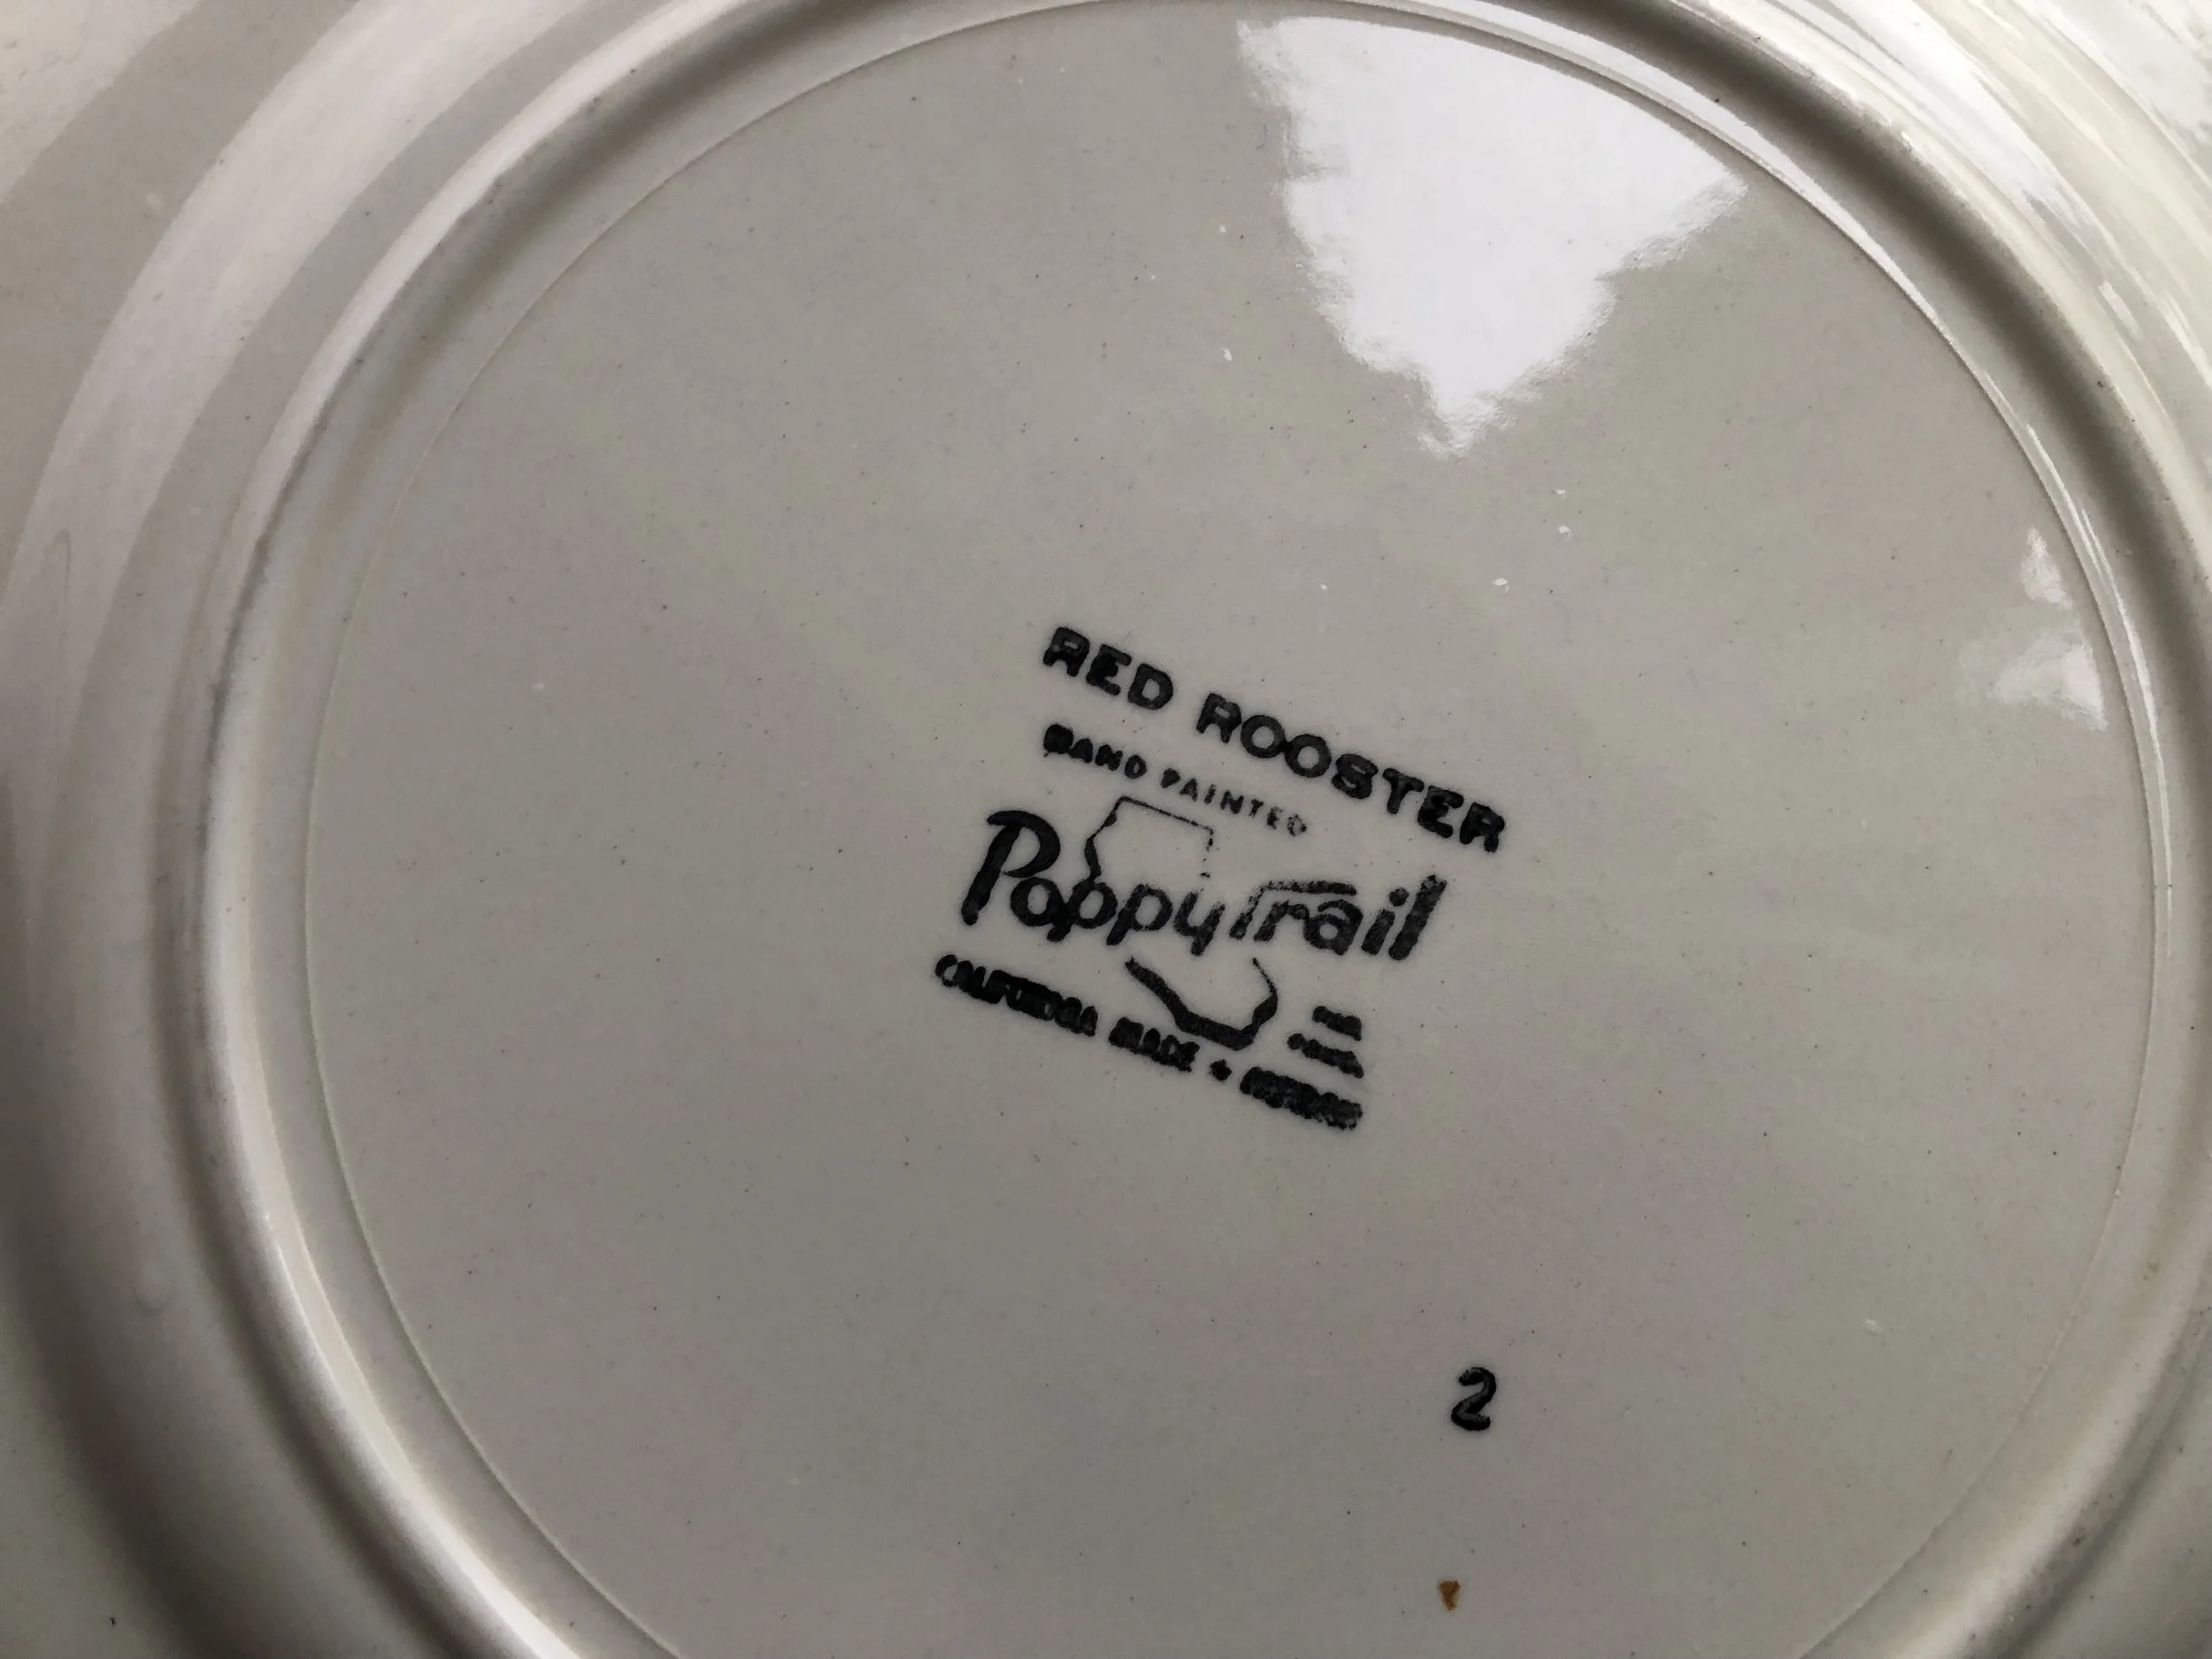 RED ROOSTER
HAND PAINTED
PoppyTrail
CALIFORNIA MADE
2